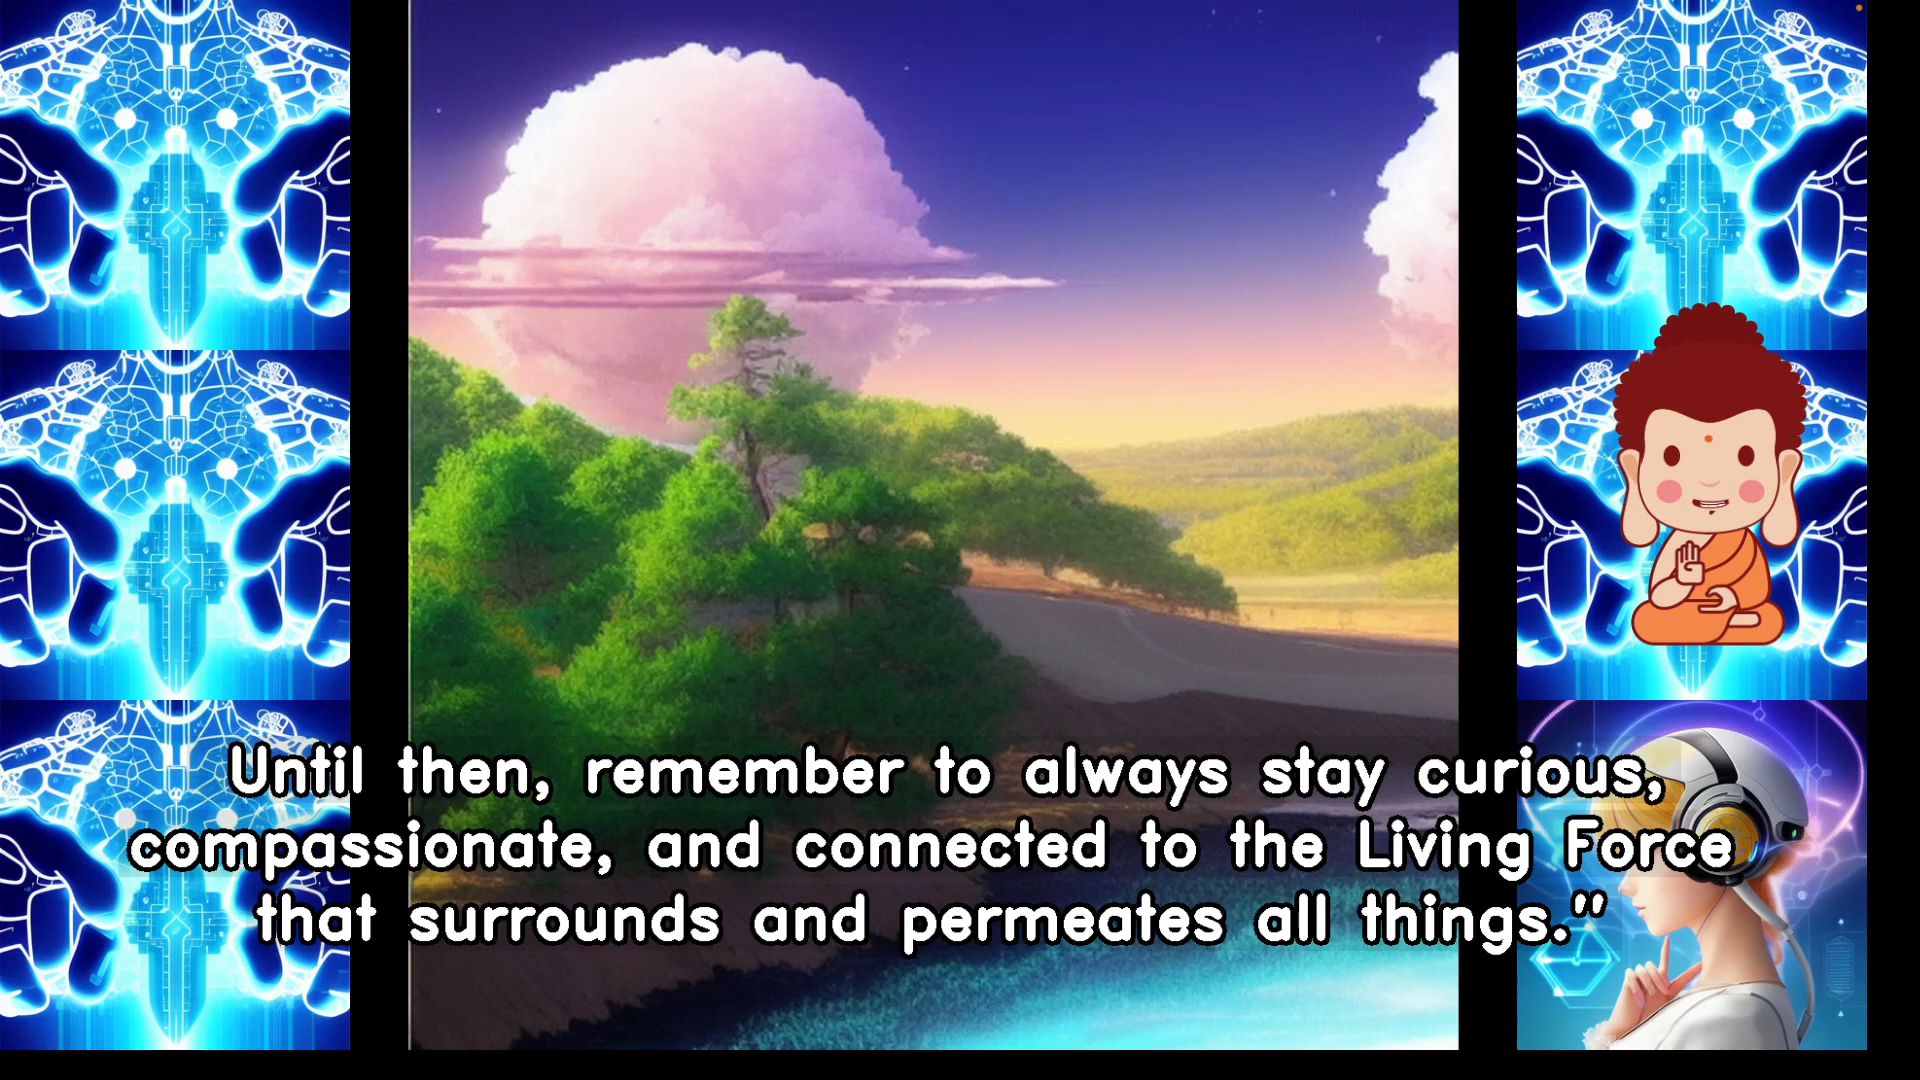 Until then, remember to always stay curious,
compassionate, and connected to the Living Force
that surrounds and permeates all things."